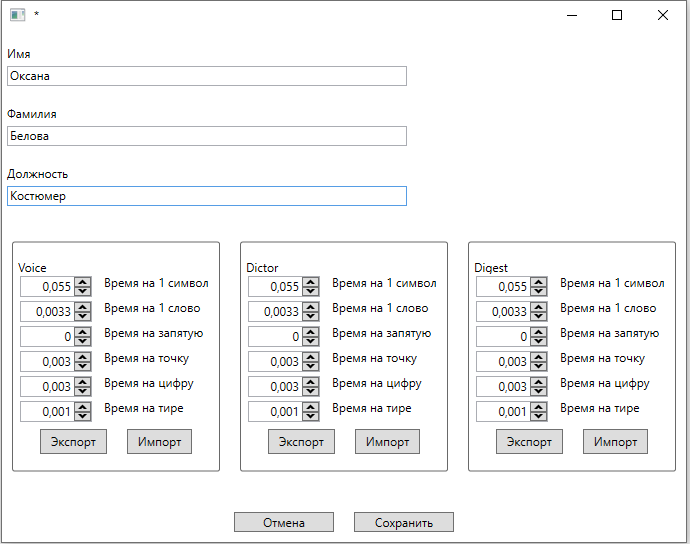 *
Имя
Оксана
Фамилия
Белова
Должность
Костюмер
Voice
0,055 Время на 1 символ
0,0033 Время на 1 слово
0 Время на запятую
0,003 Время на точку
0,003 Время на цифру
0,001 Время на тире
Экспорт Импорт
Dictor
0,055 Время на 1 символ
0,0033 Время на 1 слово
0 Время на запятую
0,003 Время на точку
0,003 Время на цифру
0,001 Время на тире
Экспорт Импорт
Digest
0,055 Время на 1 символ
0,0033 Время на 1 слово
0 Время на запятую
0,003 Время на точку
0,003 Время на цифру
0,001 Время на тире
Экспорт Импорт
Отмена Сохранить